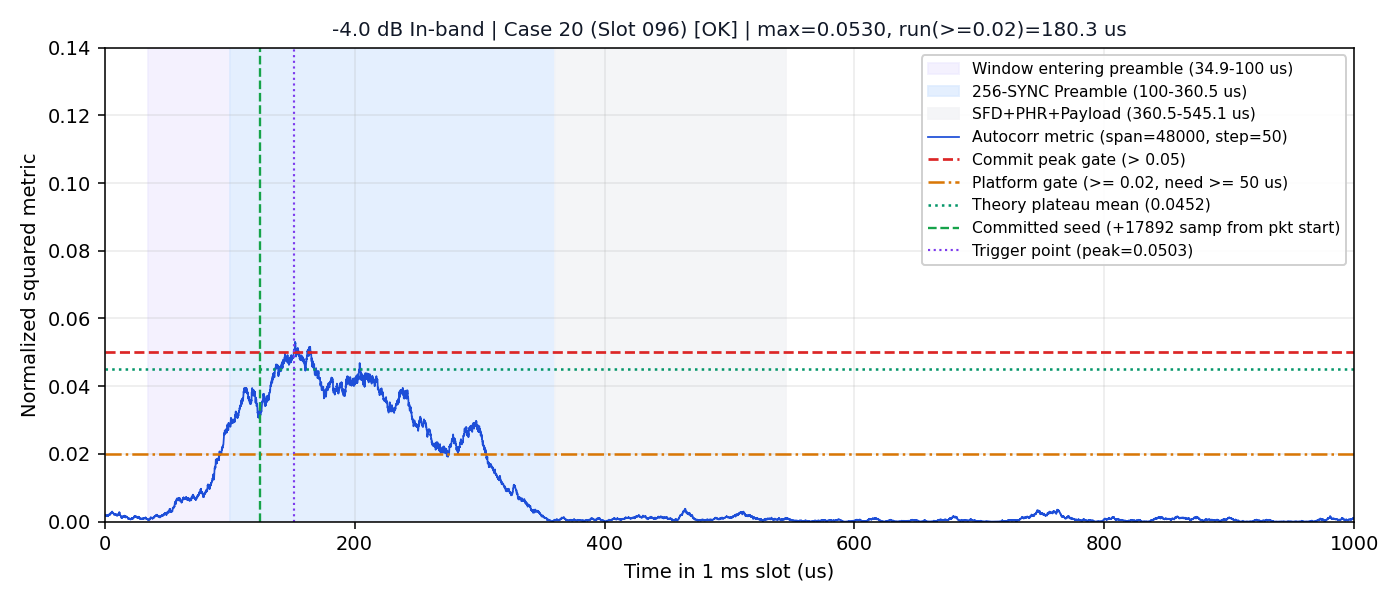 -4.0 dB In-band | Case 20 (Slot 096) [OK] | max=0.0530, run(>=0.02)=180.3 us
Normalized squared metric
0.14
0.12
0.10
0.08
0.06
0.04
0.02
0.00
Window entering preamble (34.9-100 us)
256-SYNC Preamble (100-360.5 us)
SFD+PHR+Payload (360.5-545.1 us)
Autocorr metric (span=48000, step=50)
Commit peak gate (> 0.05)
Platform gate (>= 0.02, need >= 50 us)
Theory plateau mean (0.0452)
Committed seed (+17892 samp from pkt start)
Trigger point (peak=0.0503)
0 200 400 600 800 1000
Time in 1 ms slot (us)